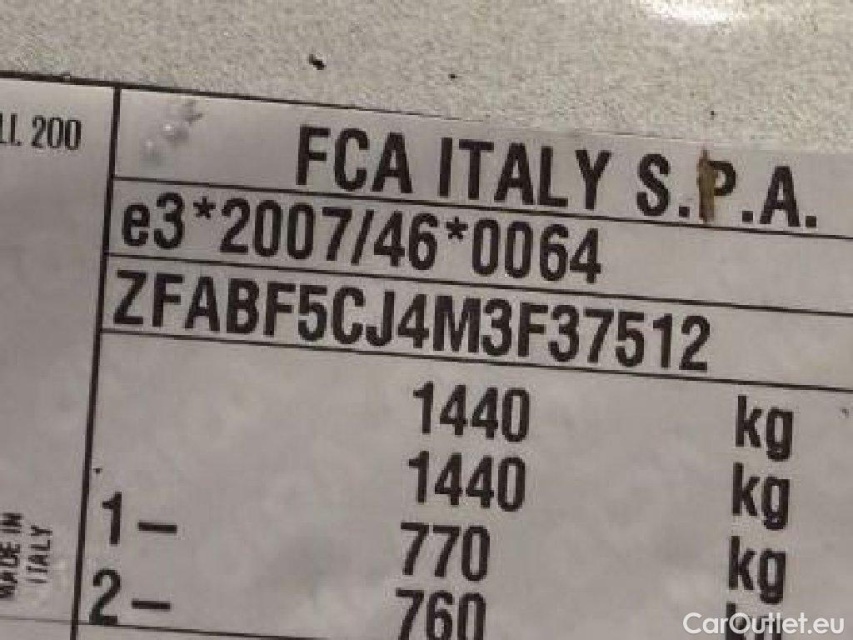 LL 200
FCA ITALY S.P.A.
e3*2007/46*0064
ZFABF5CJ4M3F37512
1440 kg
1440 kg
1– 770 kg
2– 760 kg
MADE IN
ITALY
CarOutlet.eu